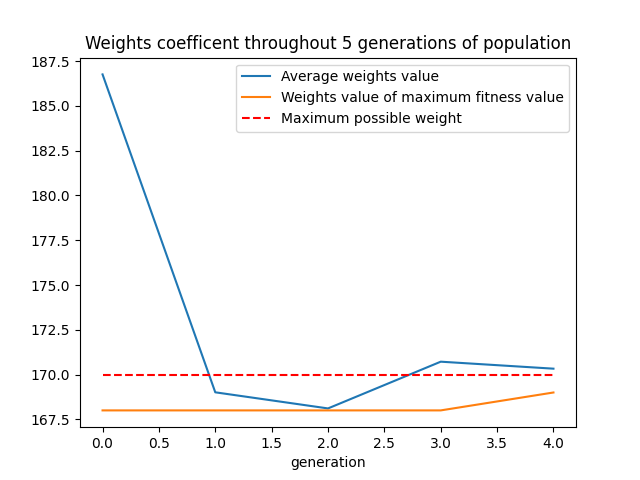 Weights coefficent throughout 5 generations of population
187.5
185.0
182.5
180.0
177.5
175.0
172.5
170.0
167.5
Average weights value
Weights value of maximum fitness value
Maximum possible weight
0.0 0.5 1.0 1.5 2.0 2.5 3.0 3.5 4.0
generation